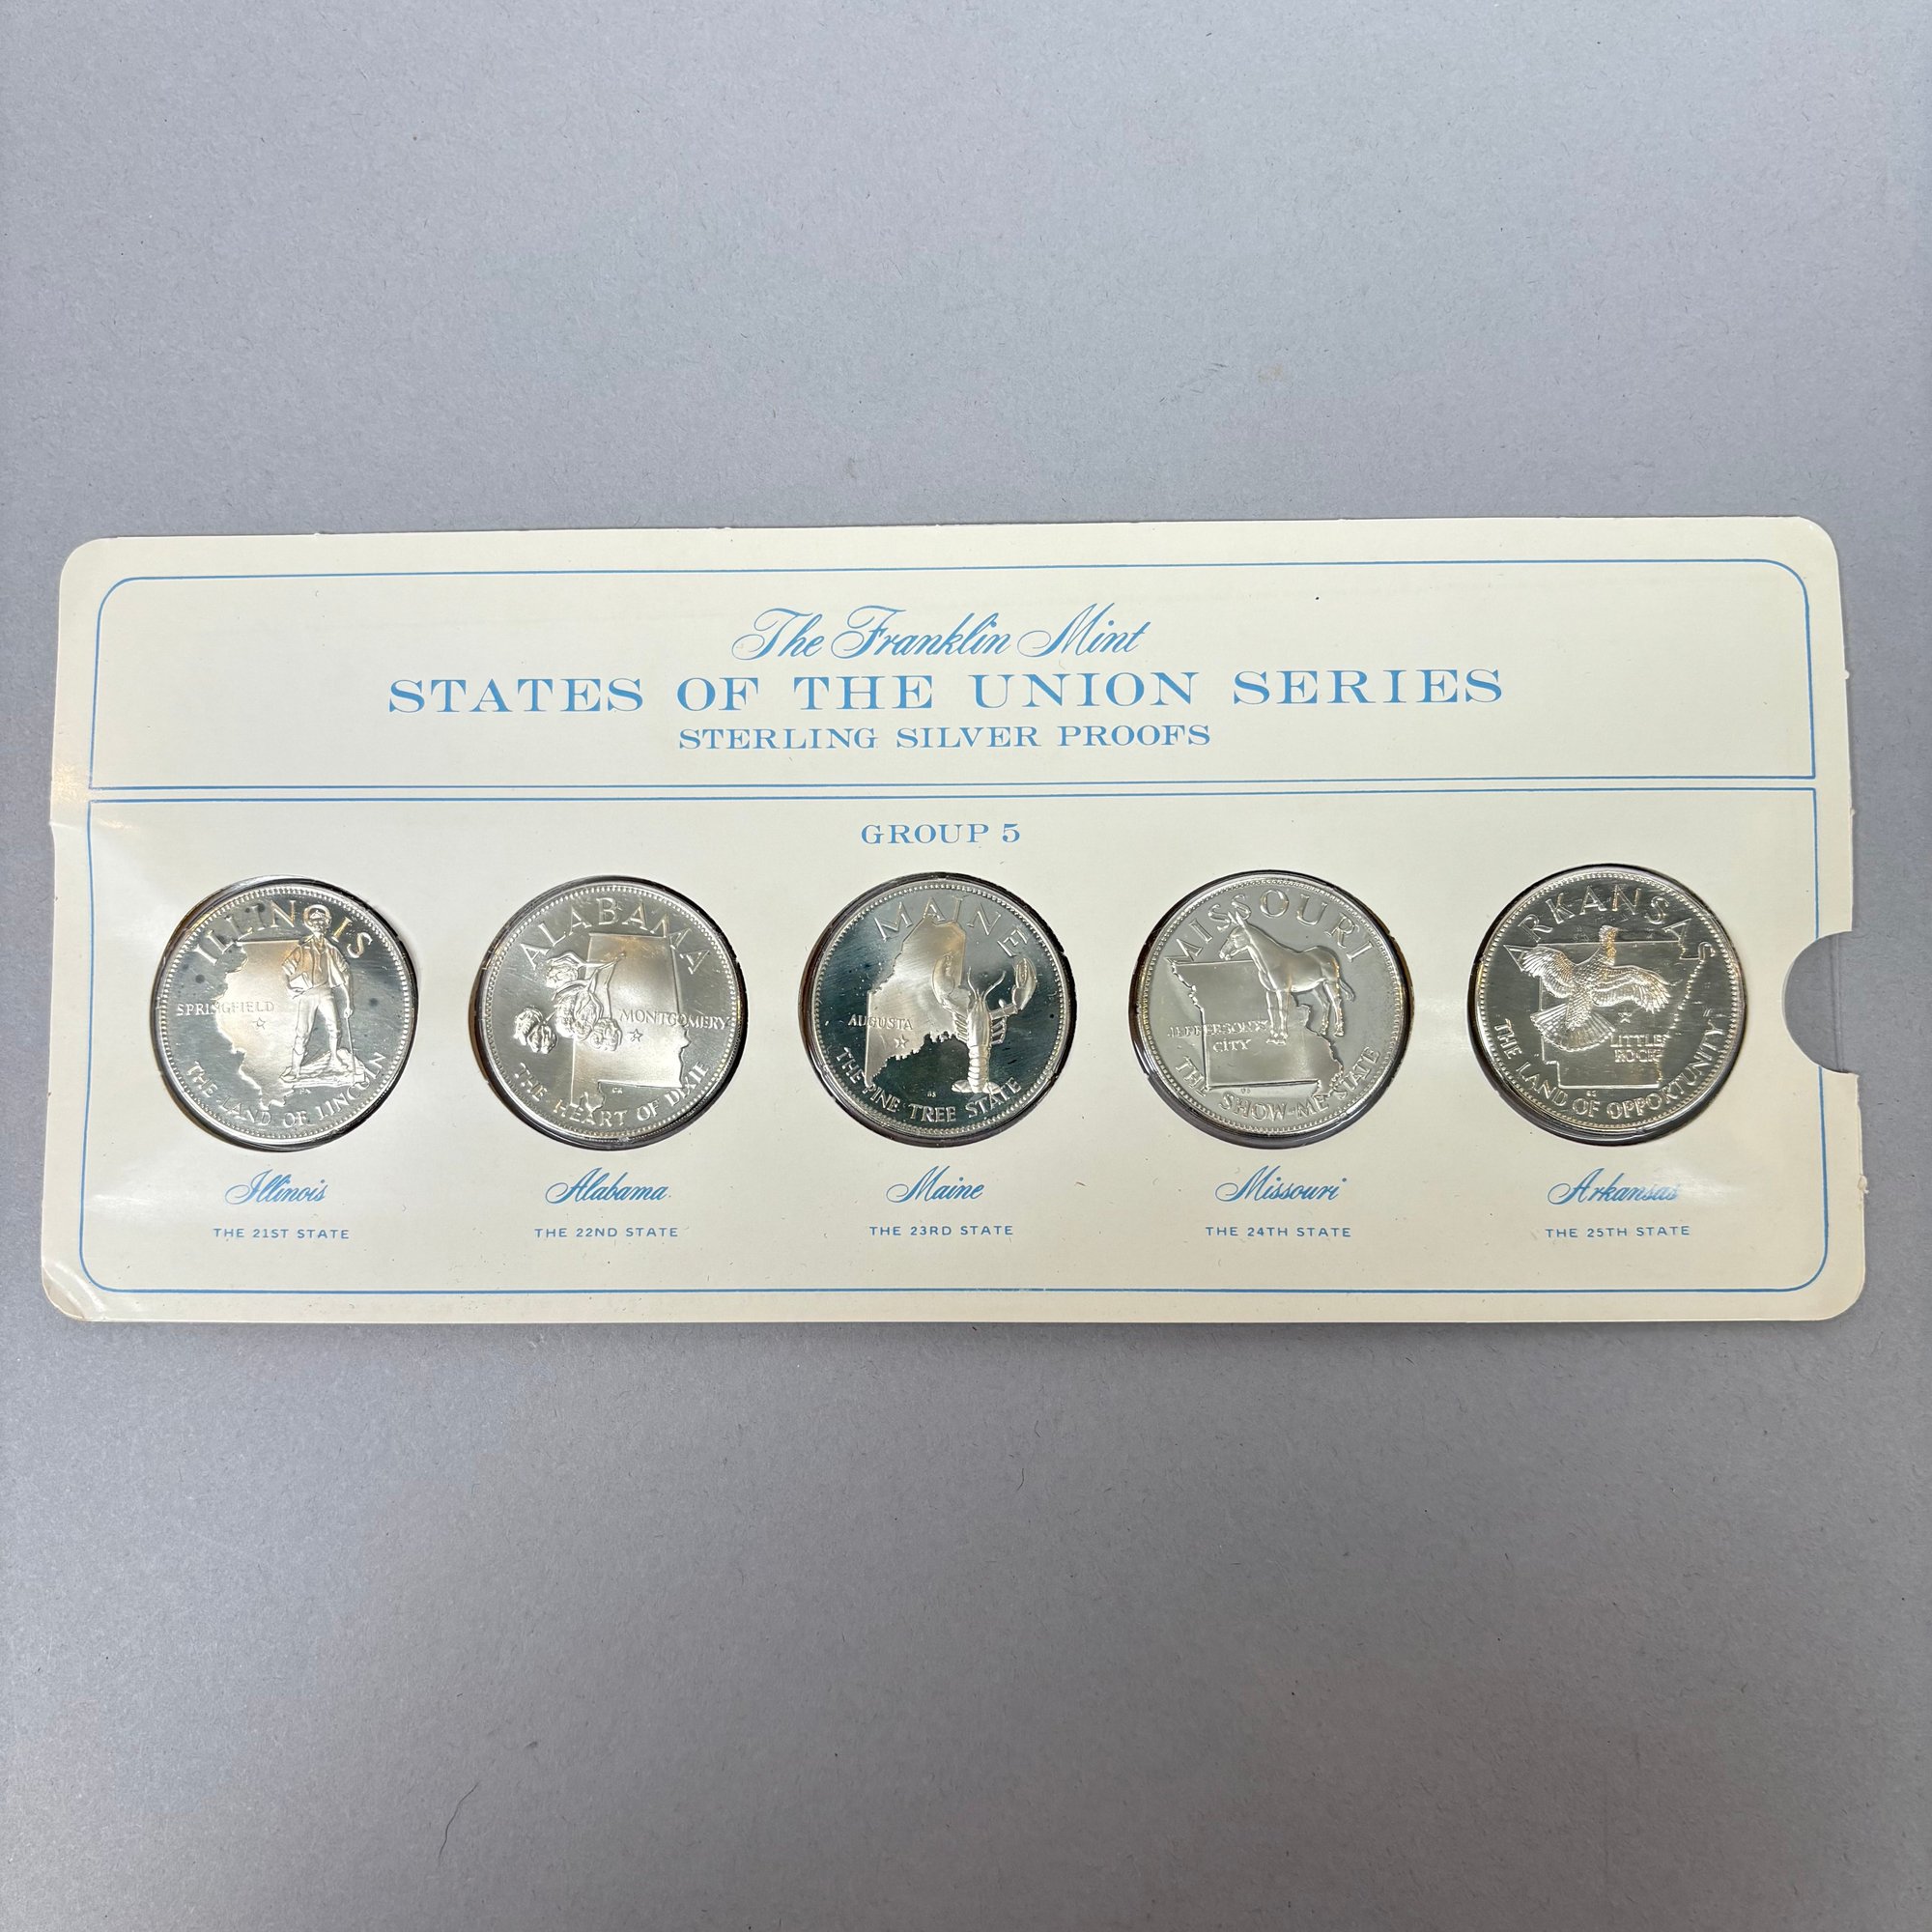 The Franklin Mint
STATES OF THE UNION SERIES
STERLING SILVER PROOFS
GROUP 5
ILLINOIS
SPRINGFIELD
THE LAND OF LINCOLN
ALABAMA
MONTGOMERY
THE HEART OF DIXIE
MAINE
AUGUSTA
THE PINE TREE STATE
MISSOURI
JEFFERSON
CITY
THE SHOW-ME STATE
ARKANSAS
LITTLE
ROCK
THE LAND OF OPPORTUNITY
Illinois
THE 21ST STATE
Alabama
THE 22ND STATE
Maine
THE 23RD STATE
Missouri
THE 24TH STATE
Arkansas
THE 25TH STATE